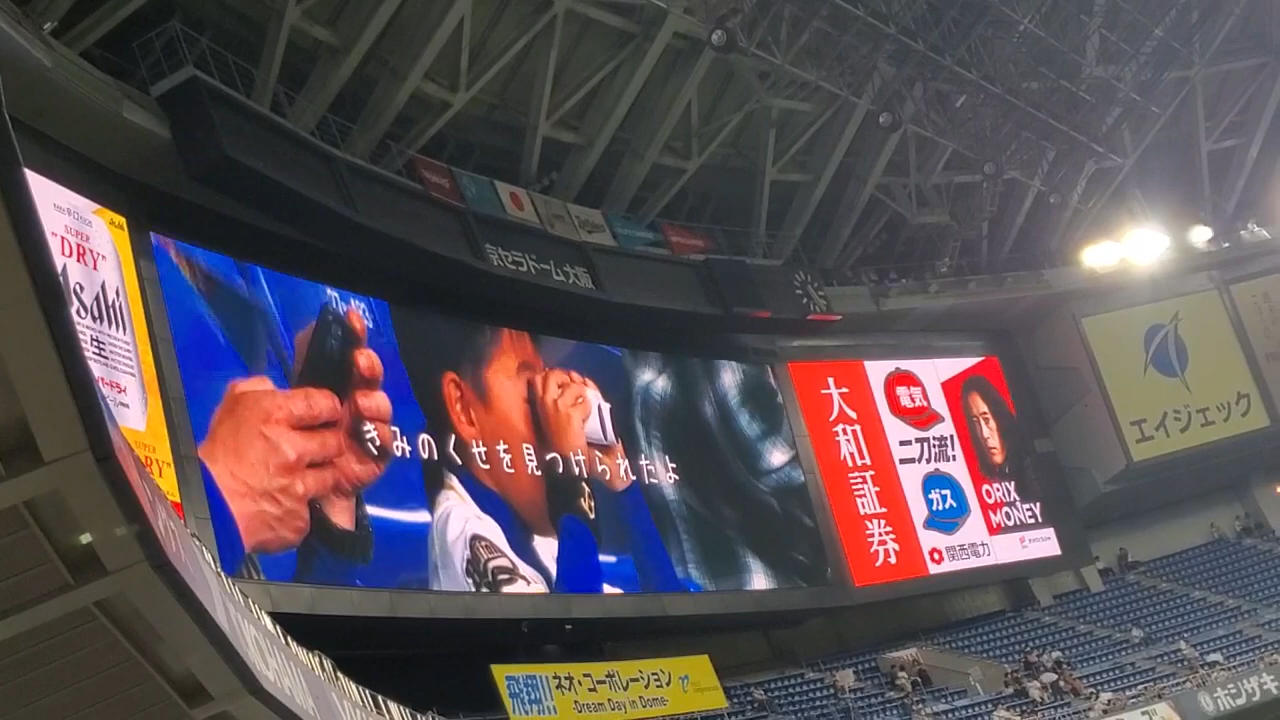 京セラドーム大阪
Asahi
SUPER
"DRY"
Asahi
生
DRY"
きみのくせを見つけられたよ
大和証券
電気
二刀流!
ガス
関西電力
ORIX
MONEY
エイジェック
飛翔!!
ネオ・コーポレーション
-Dream Day in Dome-
ホシザキ